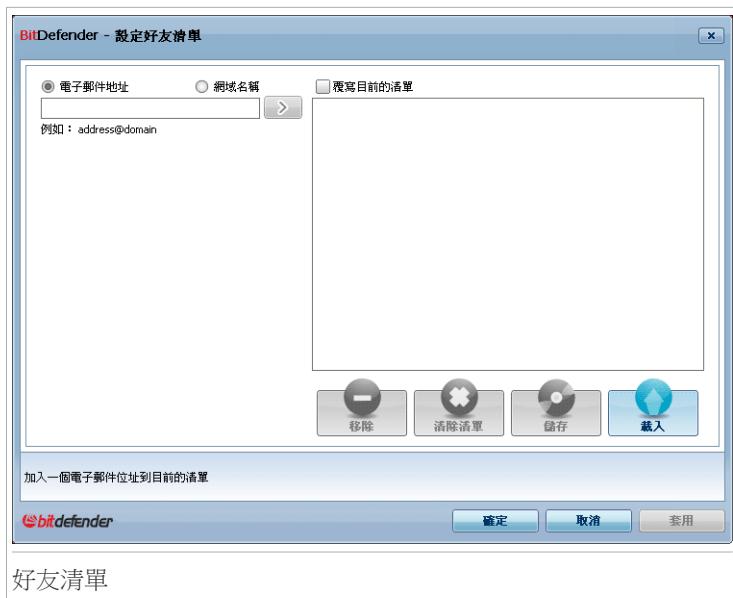 BitDefender - 設定好友清單
電子郵件地址 網域名稱 覆寫目前的清單
例如： address@domain
移除 清除清單 儲存 載入
加入一個電子郵件位址到目前的清單
bitdefender 確定 取消 套用
好友清單